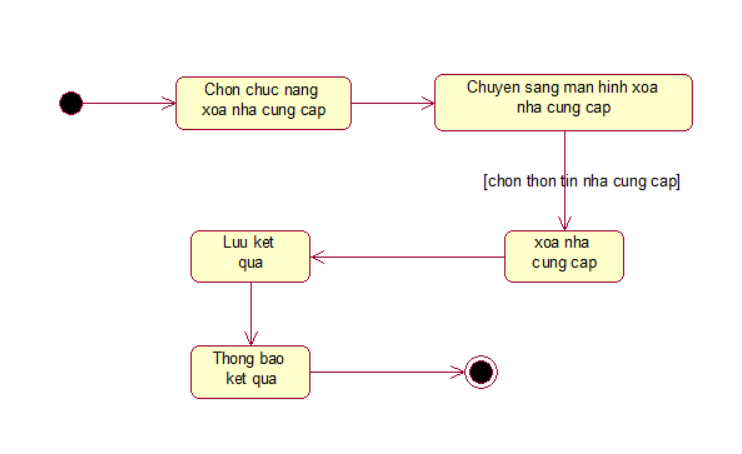 Chon chuc nang
xoa nha cung cap
Chuyen sang man hinh xoa
nha cung cap
[chon thon tin nha cung cap]
xoa nha
cung cap
Luu ket
qua
Thong bao
ket qua